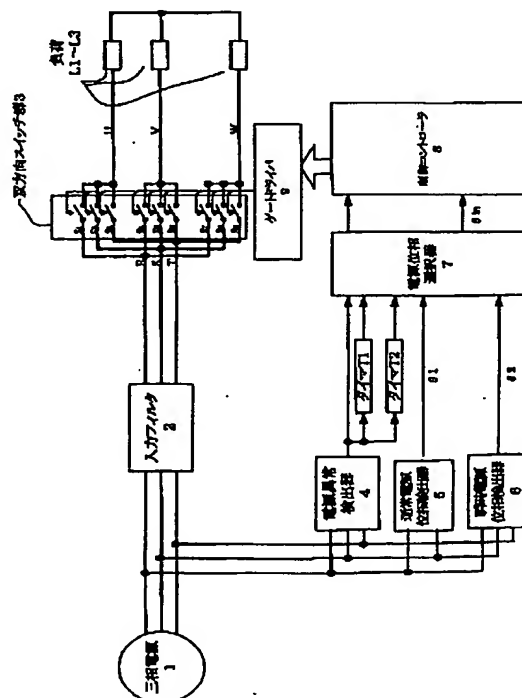 双方向スイッチ群3
負荷
L1~L3
U
V
W
R
S
T
ゲートドライバ
9
制御コントローラ
8
θin
電源位相
選択器
7
タイマT1
タイマT2
θ1
θ2
入力フィルタ
2
電源異常
検出器
4
通常電源
位相検出器
5
瞬時電源
位相検出器
6
三相電源
1